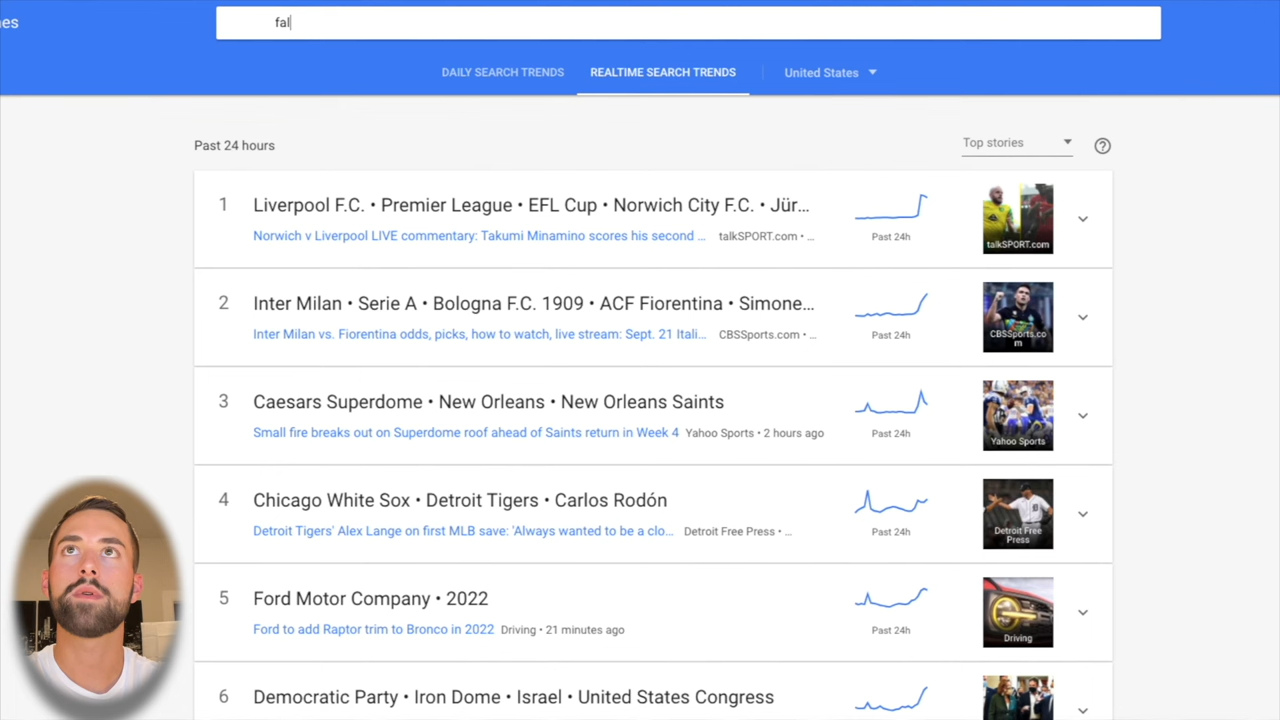 es
fal
DAILY SEARCH TRENDS REALTIME SEARCH TRENDS United States
Past 24 hours
Top stories
?
1
Liverpool F.C. • Premier League • EFL Cup • Norwich City F.C. • Jür...
Norwich v Liverpool LIVE commentary: Takumi Minamino scores his second ... talkSPORT.com • ...
Past 24h
talkSPORT.com
2
Inter Milan • Serie A • Bologna F.C. 1909 • ACF Fiorentina • Simone...
Inter Milan vs. Fiorentina odds, picks, how to watch, live stream: Sept. 21 Itali... CBSSports.com • ...
Past 24h
CBSSports.co
m
3
Caesars Superdome • New Orleans • New Orleans Saints
Small fire breaks out on Superdome roof ahead of Saints return in Week 4 Yahoo Sports • 2 hours ago
Past 24h
Yahoo Sports
4
Chicago White Sox • Detroit Tigers • Carlos Rodón
Detroit Tigers' Alex Lange on first MLB save: 'Always wanted to be a clo... Detroit Free Press • ...
Past 24h
Detroit Free
Press
5
Ford Motor Company • 2022
Ford to add Raptor trim to Bronco in 2022 Driving • 21 minutes ago
Past 24h
Driving
6
Democratic Party • Iron Dome • Israel • United States Congress